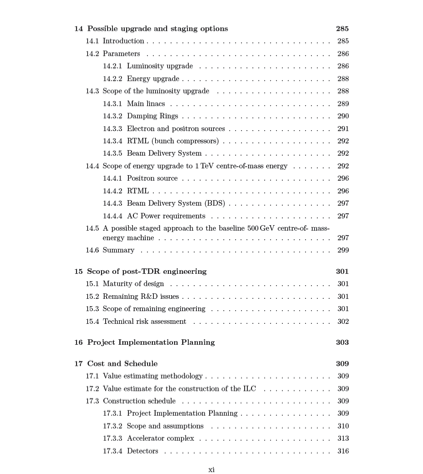 14 Possible upgrade and staging options 285
14.1 Introduction . . . . . . . . . . . . . . . . . . . . . . . . . . . 285
14.2 Parameters . . . . . . . . . . . . . . . . . . . . . . . . . . . 286
14.2.1 Luminosity upgrade . . . . . . . . . . . . . . . . . . . . 286
14.2.2 Energy upgrade . . . . . . . . . . . . . . . . . . . . . . 288
14.3 Scope of the luminosity upgrade . . . . . . . . . . . . . . . . . 288
14.3.1 Main linacs . . . . . . . . . . . . . . . . . . . . . . . . 289
14.3.2 Damping Rings . . . . . . . . . . . . . . . . . . . . . . . 290
14.3.3 Electron and positron sources . . . . . . . . . . . . . . . 291
14.3.4 RTML (bunch compressors) . . . . . . . . . . . . . . . . . 292
14.3.5 Beam Delivery System . . . . . . . . . . . . . . . . . . . 292
14.4 Scope of energy upgrade to 1 TeV centre-of-mass energy . . . . . . 292
14.4.1 Positron source . . . . . . . . . . . . . . . . . . . . . . 296
14.4.2 RTML . . . . . . . . . . . . . . . . . . . . . . . . . . . 296
14.4.3 Beam Delivery System (BDS) . . . . . . . . . . . . . . . . 297
14.4.4 AC Power requirements . . . . . . . . . . . . . . . . . . . 297
14.5 A possible staged approach to the baseline 500 GeV centre-of- mass-
energy machine . . . . . . . . . . . . . . . . . . . . . . . . . . 297
14.6 Summary . . . . . . . . . . . . . . . . . . . . . . . . . . . . 299
15 Scope of post-TDR engineering 301
15.1 Maturity of design . . . . . . . . . . . . . . . . . . . . . . . 301
15.2 Remaining R&D issues . . . . . . . . . . . . . . . . . . . . . . 301
15.3 Scope of remaining engineering . . . . . . . . . . . . . . . . . 301
15.4 Technical risk assessment . . . . . . . . . . . . . . . . . . . . 302
16 Project Implementation Planning 303
17 Cost and Schedule 309
17.1 Value estimating methodology . . . . . . . . . . . . . . . . . . 309
17.2 Value estimate for the construction of the ILC . . . . . . . . . . 309
17.3 Construction schedule . . . . . . . . . . . . . . . . . . . . . . 309
17.3.1 Project Implementation Planning . . . . . . . . . . . . . . 309
17.3.2 Scope and assumptions . . . . . . . . . . . . . . . . . . . 310
17.3.3 Accelerator complex . . . . . . . . . . . . . . . . . . . . 313
17.3.4 Detectors . . . . . . . . . . . . . . . . . . . . . . . . . 316
xi